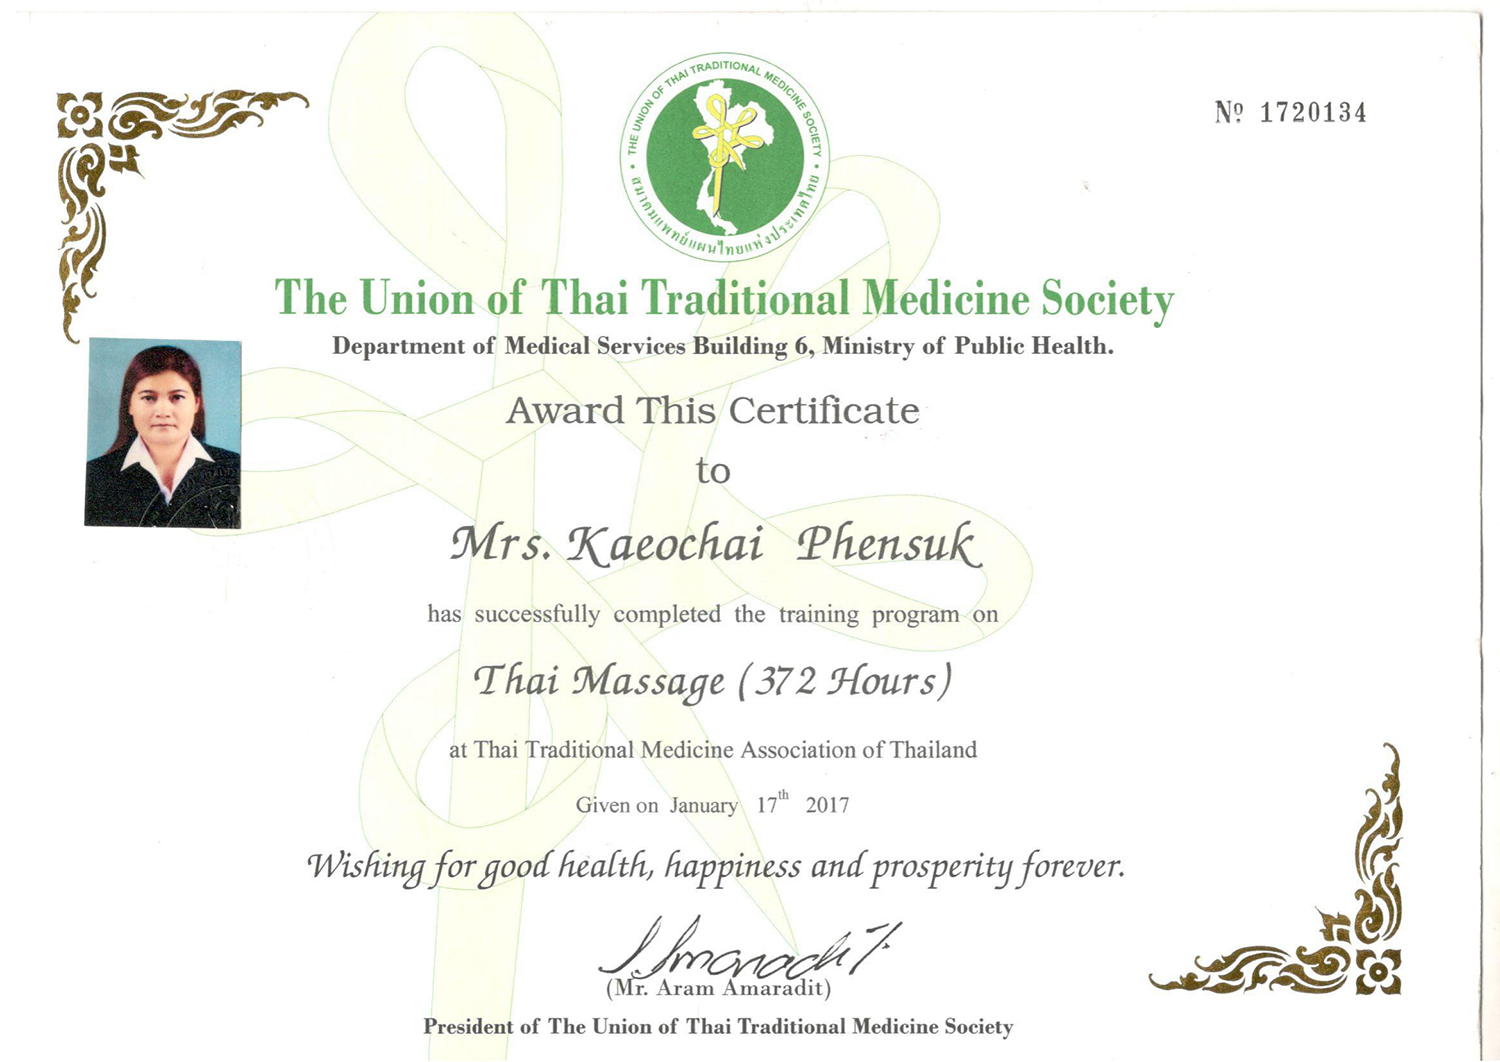 THE UNION OF THAI TRADITIONAL MEDICINE SOCIETY
สมาคมแพทย์แผนไทยแห่งประเทศไทย
Nº 1720134
The Union of Thai Traditional Medicine Society
Department of Medical Services Building 6, Ministry of Public Health.
Award This Certificate
to
Mrs. Kaeochai Phensuk
has successfully completed the training program on
Thai Massage (372 Hours)
at Thai Traditional Medicine Association of Thailand
Given on January 17th 2017
Wishing for good health, happiness and prosperity forever.
(Mr. Aram Amaradit)
President of The Union of Thai Traditional Medicine Society